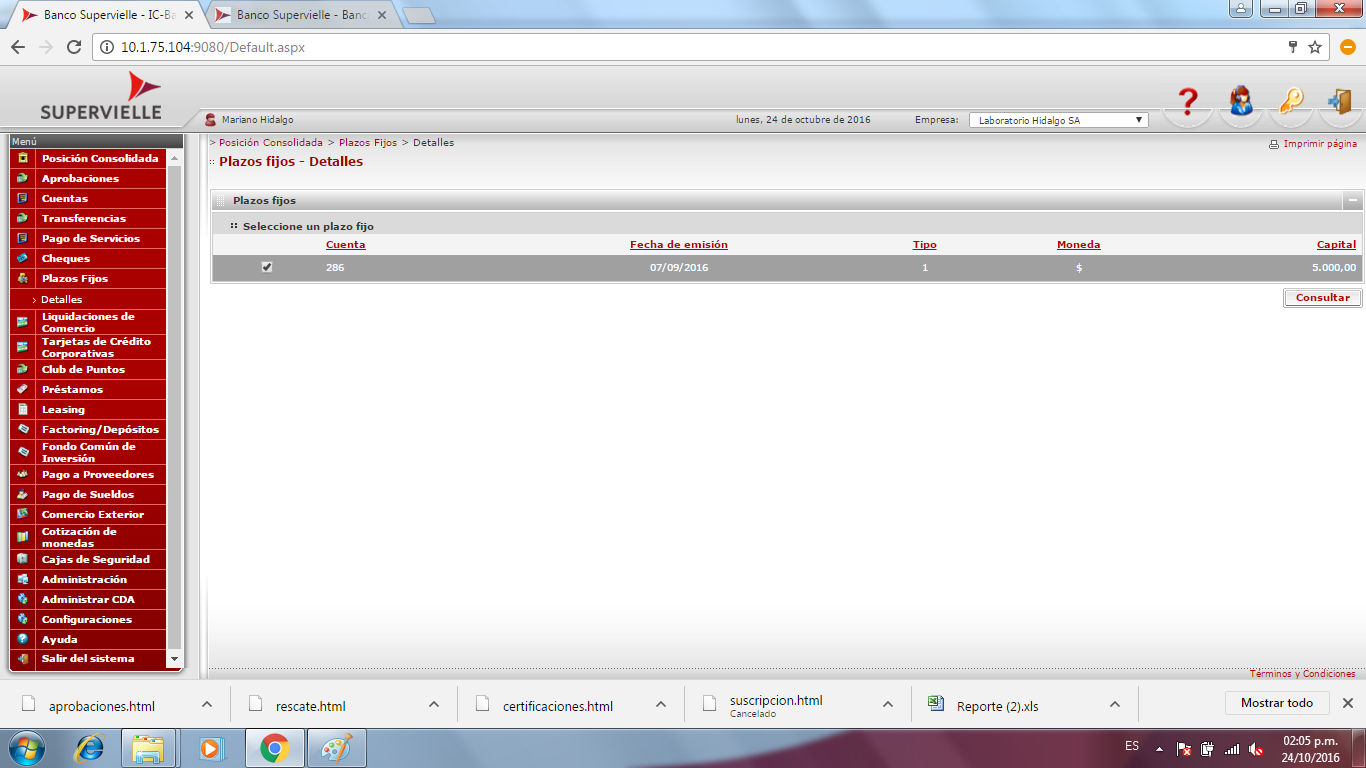 Banco Supervielle - IC-Ba
Banco Supervielle - Banc
10.1.75.104:9080/Default.aspx
SUPERVIELLE
?
Mariano Hidalgo
lunes, 24 de octubre de 2016
Empresa:
Laboratorio Hidalgo SA
Menú
Posición Consolidada
Aprobaciones
Cuentas
Transferencias
Pago de Servicios
Cheques
Plazos Fijos
> Detalles
Liquidaciones de
Comercio
Tarjetas de Crédito
Corporativas
Club de Puntos
Préstamos
Leasing
Factoring/Depósitos
Fondo Común de
Inversión
Pago a Proveedores
Pago de Sueldos
Comercio Exterior
Cotización de
monedas
Cajas de Seguridad
Administración
Administrar CDA
Configuraciones
Ayuda
Salir del sistema
> Posición Consolidada > Plazos Fijos > Detalles
Imprimir página
Plazos fijos - Detalles
Plazos fijos
Seleccione un plazo fijo
Cuenta Fecha de emisión Tipo Moneda Capital
286 07/09/2016 1 $ 5.000,00
Consultar
Términos y Condiciones
aprobaciones.html
rescate.html
certificaciones.html
suscripcion.html
Cancelado
Reporte (2).xls
Mostrar todo
ES
02:05 p.m.
24/10/2016